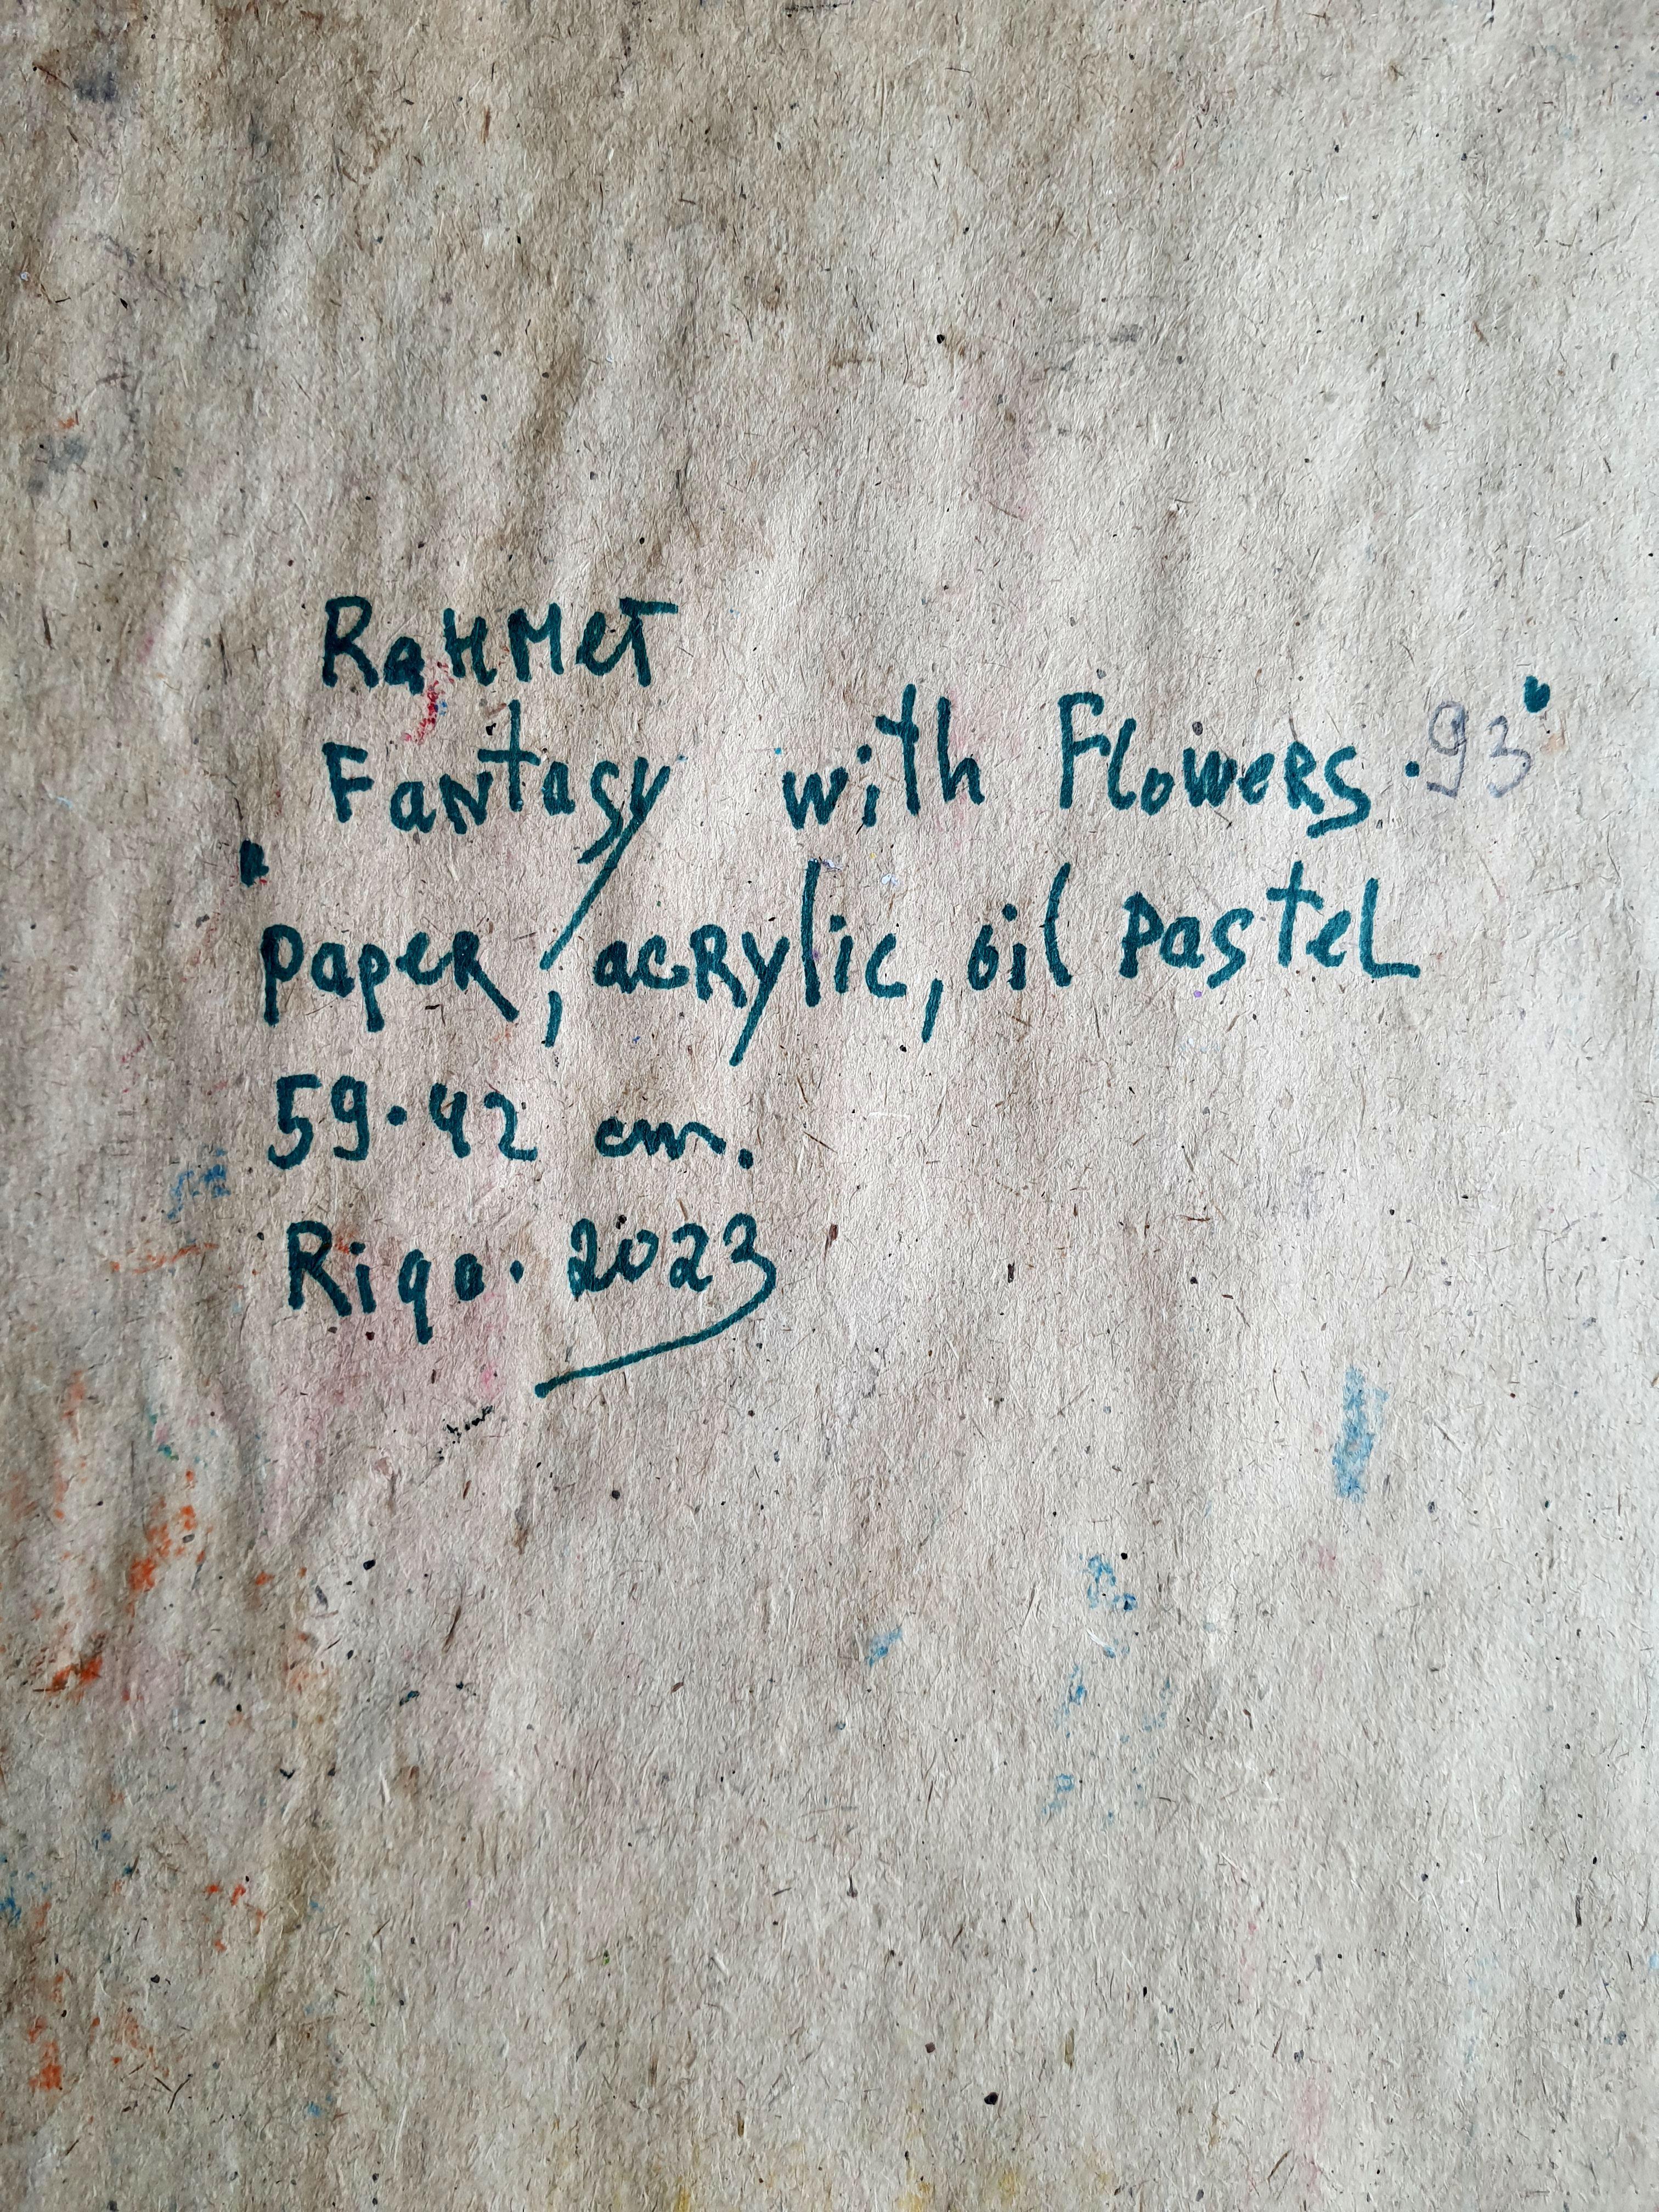 RaHMeT
"Fantasy with Flowers. 93"
paper, acrylic, oil pastel
59·42 cm.
Riga. 2023